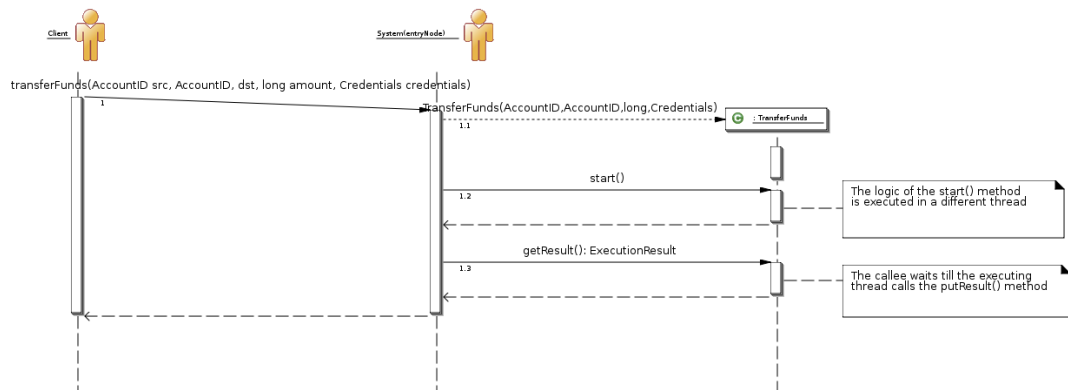 Client
System(entryNode)
transferFunds(AccountID src, AccountID, dst, long amount, Credentials credentials)
1
TransferFunds(AccountID,AccountID,long,Credentials)
1.1
C : TransferFunds
start()
1.2
The logic of the start() method
is executed in a different thread
getResult(): ExecutionResult
1.3
The callee waits till the executing
thread calls the putResult() method